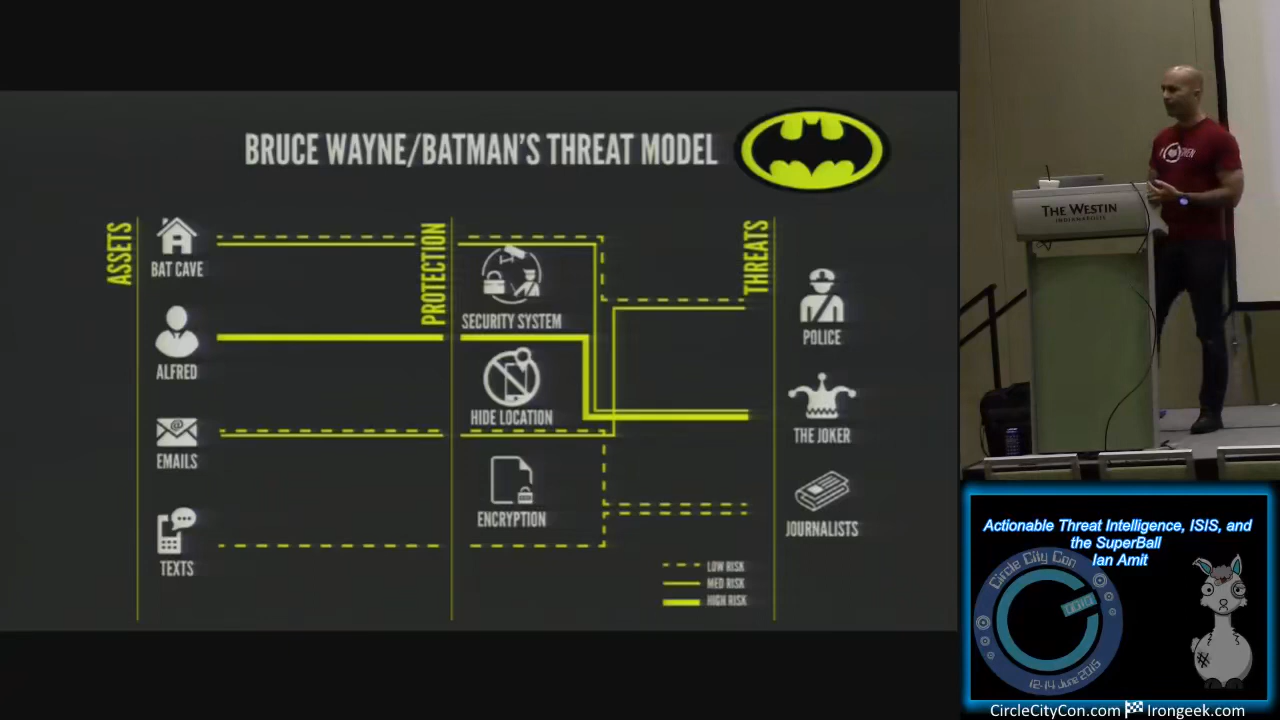 BRUCE WAYNE/BATMAN'S THREAT MODEL
ASSETS
BAT CAVE
ALFRED
EMAILS
TEXTS
PROTECTION
SECURITY SYSTEM
HIDE LOCATION
ENCRYPTION
THREATS
POLICE
THE JOKER
JOURNALISTS
LOW RISK
MED RISK
HIGH RISK
THE WESTIN
INDIANAPOLIS
Actionable Threat Intelligence, ISIS, and
the SuperBall
Ian Amit
Circle City Con
12-14 June 2015
CircleCityCon.com Irongeek.com